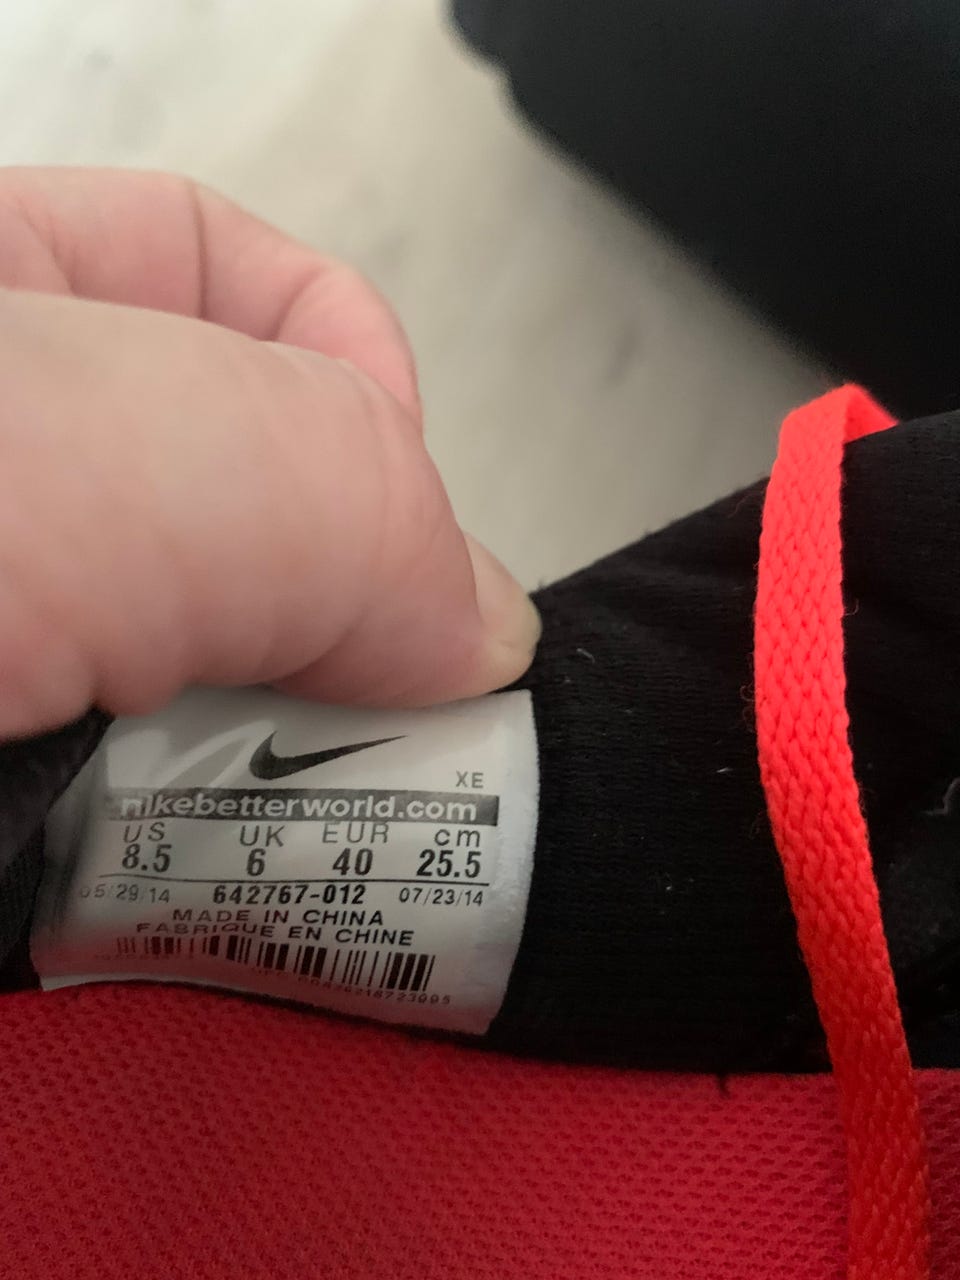 XE
nikebetterworld.com
US UK EUR cm
8.5 6 40 25.5
05/29/14 642767-012 07/23/14
MADE IN CHINA
FABRIQUE EN CHINE